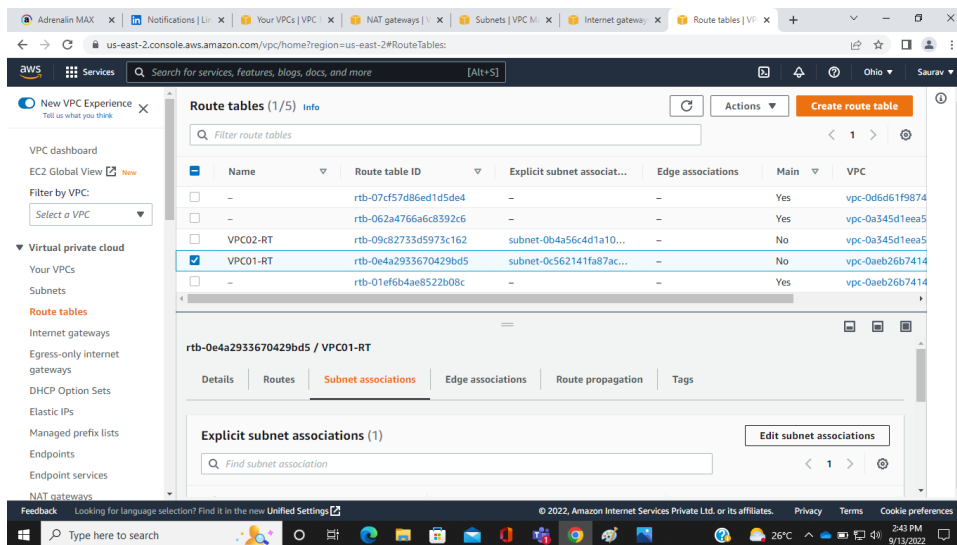 Adrenalin MAX
Notifications | Lin
Your VPCs | VPC
NAT gateways | V
Subnets | VPC M
Internet gateway
Route tables | VP
us-east-2.console.aws.amazon.com/vpc/home?region=us-east-2#RouteTables:
aws
Services
Search for services, features, blogs, docs, and more
[Alt+S]
Ohio
Saurav
New VPC Experience
Tell us what you think
VPC dashboard
EC2 Global View
New
Filter by VPC:
Select a VPC
Virtual private cloud
Your VPCs
Subnets
Route tables
Internet gateways
Egress-only internet
gateways
DHCP Option Sets
Elastic IPs
Managed prefix lists
Endpoints
Endpoint services
NAT gateways
Route tables (1/5) Info
Actions
Create route table
Filter route tables
1
Name Route table ID Explicit subnet associat... Edge associations Main VPC
– rtb-07cf57d86ed1d5de4 – – Yes vpc-0d6d61f9874
– rtb-062a4766a6c8392c6 – – Yes vpc-0a345d1eea5
VPC02-RT rtb-09c82733d5973c162 subnet-0b4a56c4d1a10... – No vpc-0a345d1eea5
VPC01-RT rtb-0e4a2933670429bd5 subnet-0c562141fa87ac... – No vpc-0aeb26b7414
– rtb-01ef6b4ae8522b08c – – Yes vpc-0aeb26b7414
rtb-0e4a2933670429bd5 / VPC01-RT
Details Routes Subnet associations Edge associations Route propagation Tags
Explicit subnet associations (1)
Edit subnet associations
Find subnet association
1
Feedback
Looking for language selection? Find it in the new Unified Settings
© 2022, Amazon Internet Services Private Ltd. or its affiliates.
Privacy
Terms
Cookie preferences
Type here to search
26°C
2:43 PM
9/13/2022